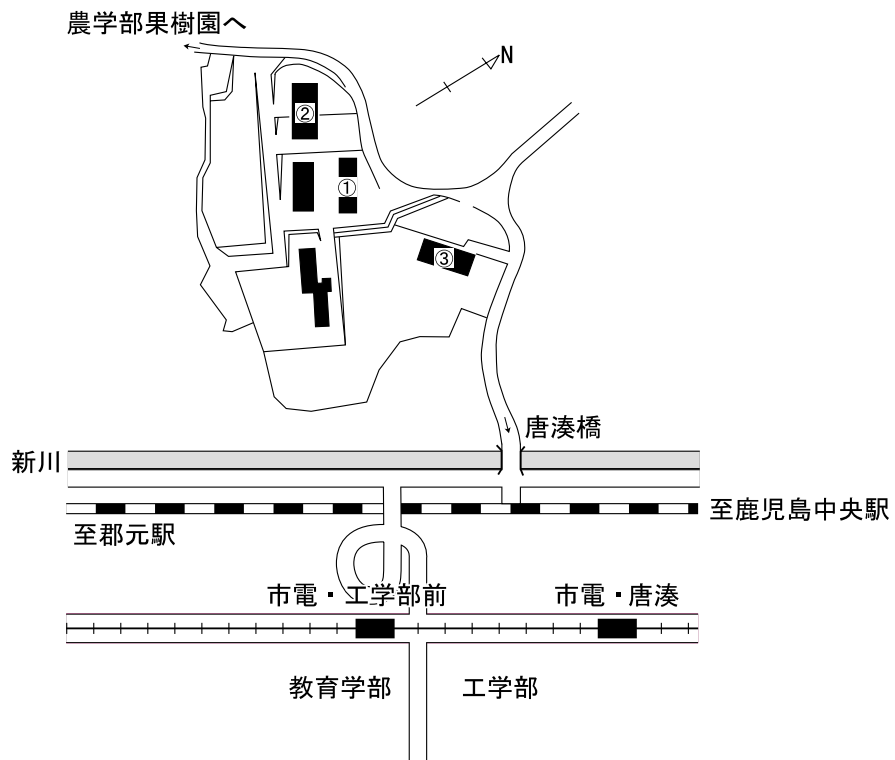 農学部果樹園へ
N
②
①
③
唐湊橋
新川
至鹿児島中央駅
至郡元駅
市電・工学部前
市電・唐湊
教育学部
工学部